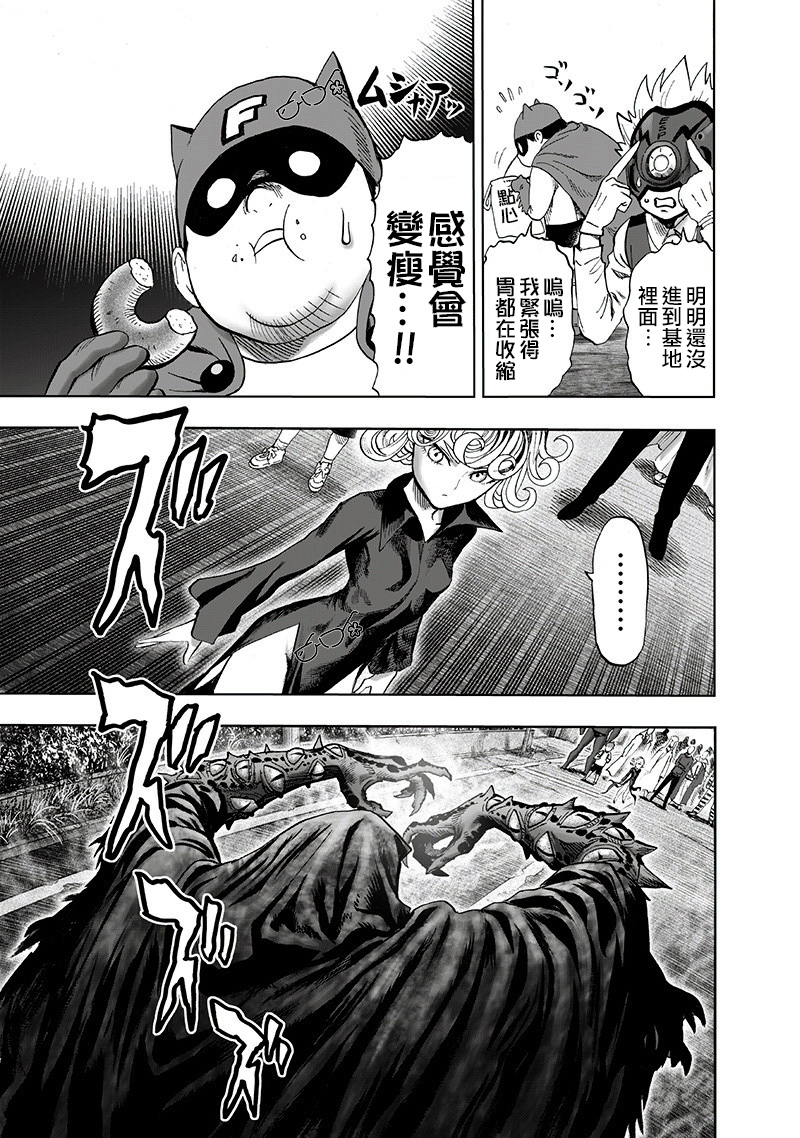 ゴソ
ゴソ
ESP
點
心
明明還沒
進到基地
裡面…
嗚嗚…
我緊張得
胃都在收縮
ムシャアッ
F
感覺會
變瘦…!!
………
ズ
ズ
ズ
ズ
ズ
ズ